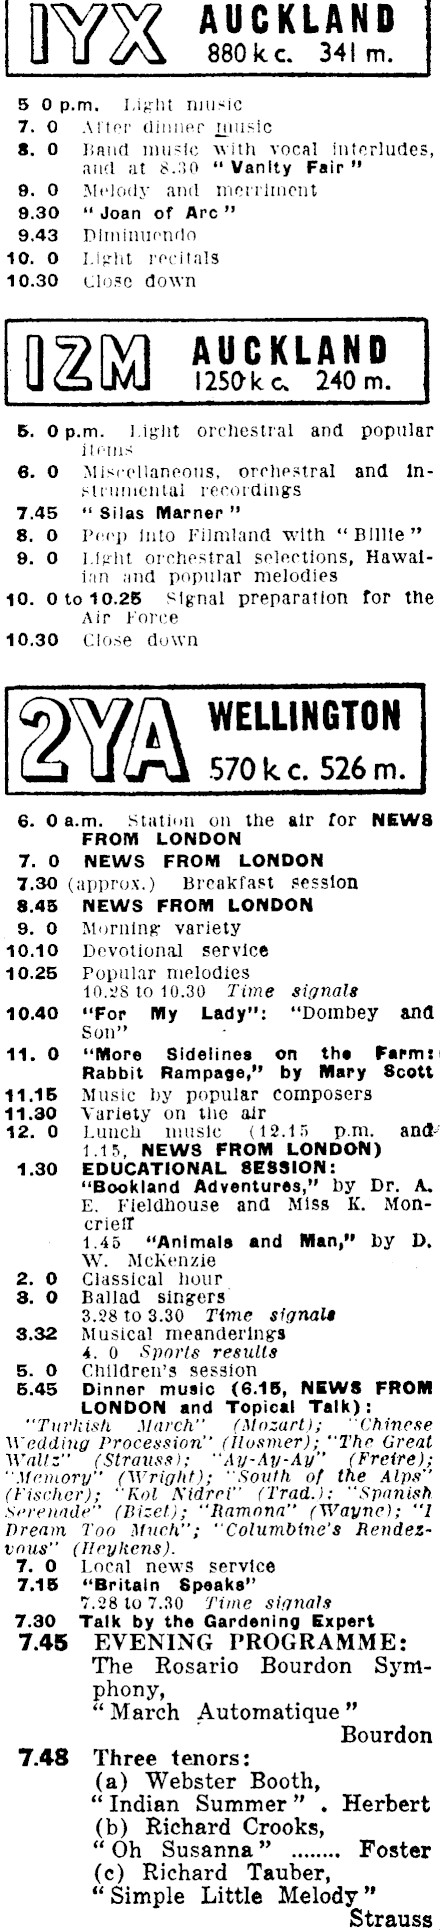 1YX AUCKLAND
880 k c. 341 m.
5 0 p.m. Light music
7. 0 After dinner music
8. 0 Band music with vocal interludes,
and at 8.30 "Vanity Fair"
9. 0 Melody and merriment
9.30 "Joan of Arc"
9.43 Diminuendo
10. 0 Light recitals
10.30 Close down
1ZM AUCKLAND
1250 k c. 240 m.
5. 0 p.m. Light orchestral and popular
items
6. 0 Miscellaneous, orchestral and in-
strumental recordings
7.45 "Silas Marner"
8. 0 Peep into Filmland with "Billie"
9. 0 Light orchestral selections, Hawai-
ian and popular melodies
10. 0 to 10.25 Signal preparation for the
Air Force
10.30 Close down
2YA WELLINGTON
570 k c. 526 m.
6. 0 a.m. Station on the air for NEWS
FROM LONDON
7. 0 NEWS FROM LONDON
7.30 (approx.) Breakfast session
8.45 NEWS FROM LONDON
9. 0 Morning variety
10.10 Devotional service
10.25 Popular melodies
10.28 to 10.30 Time signals
10.40 "For My Lady": "Dombey and
Son"
11. 0 "More Sidelines on the Farm:
Rabbit Rampage," by Mary Scott
11.15 Music by popular composers
11.30 Variety on the air
12. 0 Lunch music (12.15 p.m. and
1.15, NEWS FROM LONDON)
1.30 EDUCATIONAL SESSION:
"Bookland Adventures," by Dr. A.
E. Fieldhouse and Miss K. Mon-
crieff
1.45 "Animals and Man," by D.
W. McKenzie
2. 0 Classical hour
3. 0 Ballad singers
3.28 to 3.30 Time signals
3.32 Musical meanderings
4. 0 Sports results
5. 0 Children's session
5.45 Dinner music (6.15, NEWS FROM
LONDON and Topical Talk):
"Turkish March" (Mozart); "Chinese
Wedding Procession" (Hosmer); "The Great
Waltz" (Strauss); "Ay-Ay-Ay" (Freire);
"Memory" (Wright); "South of the Alps"
(Fischer); "Kol Nidrei" (Trad.); "Spanish
Serenade" (Bizet); "Ramona" (Wayne); "I
Dream Too Much"; "Columbine's Rendez-
vous" (Heykens).
7. 0 Local news service
7.15 "Britain Speaks"
7.28 to 7.30 Time signals
7.30 Talk by the Gardening Expert
7.45 EVENING PROGRAMME:
The Rosario Bourdon Sym-
phony,
"March Automatique"
Bourdon
7.48 Three tenors:
(a) Webster Booth,
"Indian Summer" . Herbert
(b) Richard Crooks,
"Oh Susanna" ........ Foster
(c) Richard Tauber,
"Simple Little Melody"
Strauss